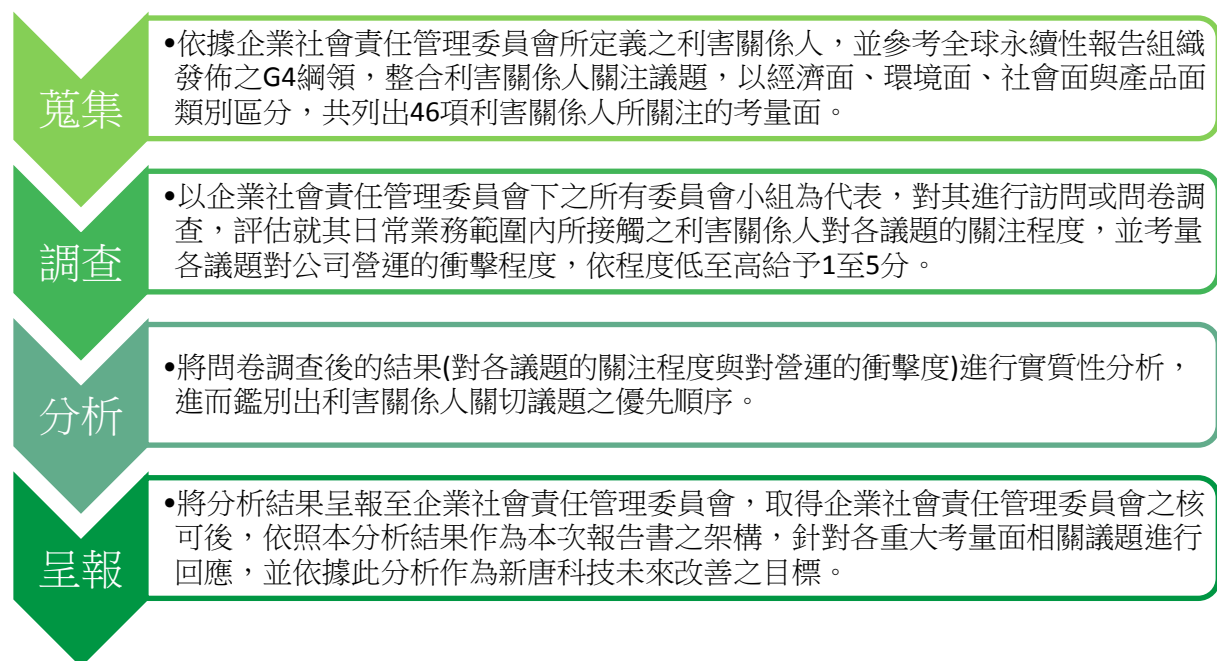 蒐集
•依據企業社會責任管理委員會所定義之利害關係人，並參考全球永續性報告組織
發佈之G4綱領，整合利害關係人關注議題，以經濟面、環境面、社會面與產品面
類別區分，共列出46項利害關係人所關注的考量面。
調查
•以企業社會責任管理委員會下之所有委員會小組為代表，對其進行訪問或問卷調
查，評估就其日常業務範圍內所接觸之利害關係人對各議題的關注程度，並考量
各議題對公司營運的衝擊程度，依程度低至高給予1至5分。
分析
•將問卷調查後的結果(對各議題的關注程度與對營運的衝擊度)進行實質性分析，
進而鑑別出利害關係人關切議題之優先順序。
呈報
•將分析結果呈報至企業社會責任管理委員會，取得企業社會責任管理委員會之核
可後，依照本分析結果作為本次報告書之架構，針對各重大考量面相關議題進行
回應，並依據此分析作為新唐科技未來改善之目標。